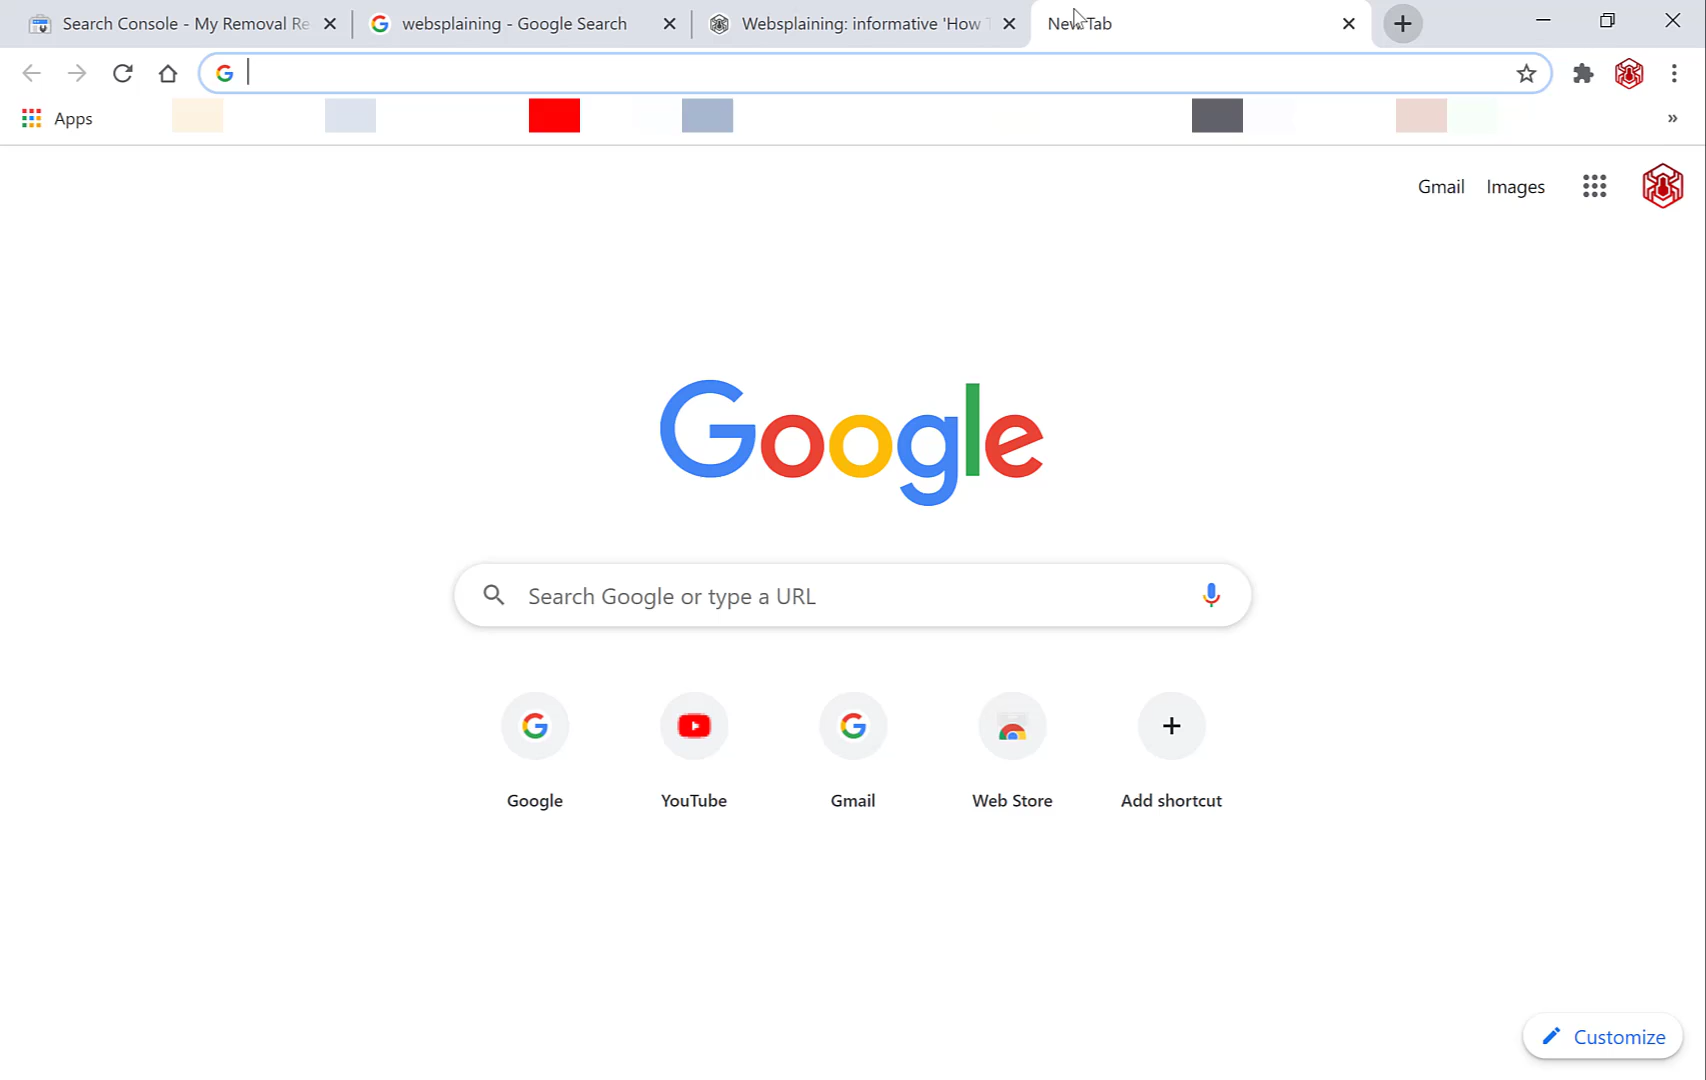 Search Console - My Removal Re
websplaining - Google Search
Websplaining: informative 'How T
New Tab
Apps
»
Gmail Images
Google
Search Google or type a URL
Google YouTube Gmail Web Store Add shortcut
Customize